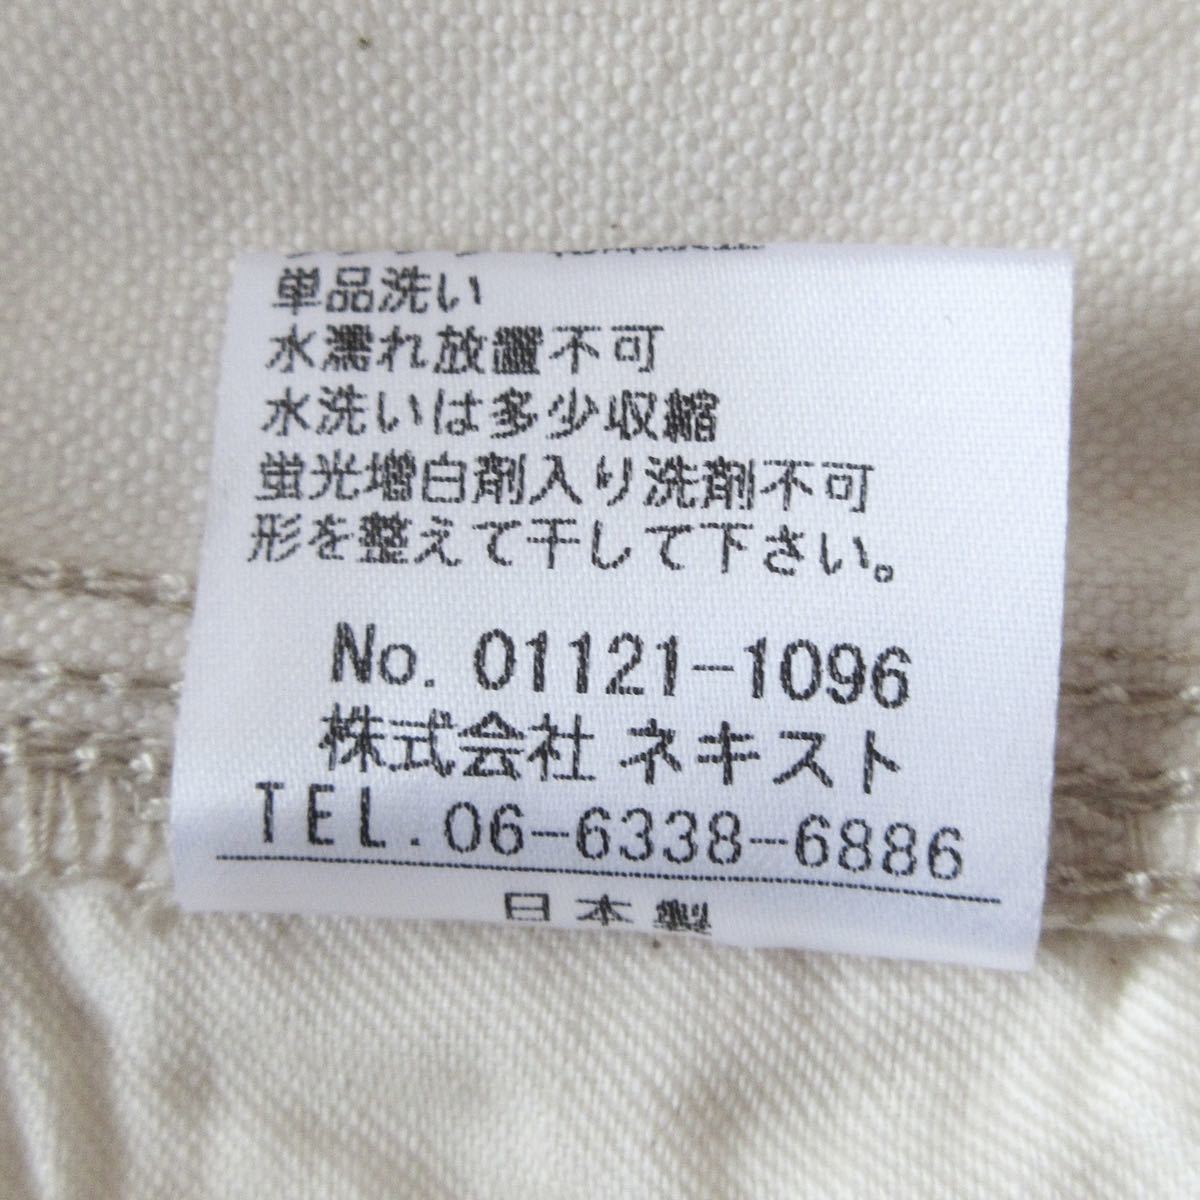 単品洗い
水濡れ放置不可
水洗いは多少収縮
蛍光増白剤入り洗剤不可
形を整えて干して下さい。
No. 01121-1096
株式会社 ネキスト
TEL. 06-6338-6886
日本製